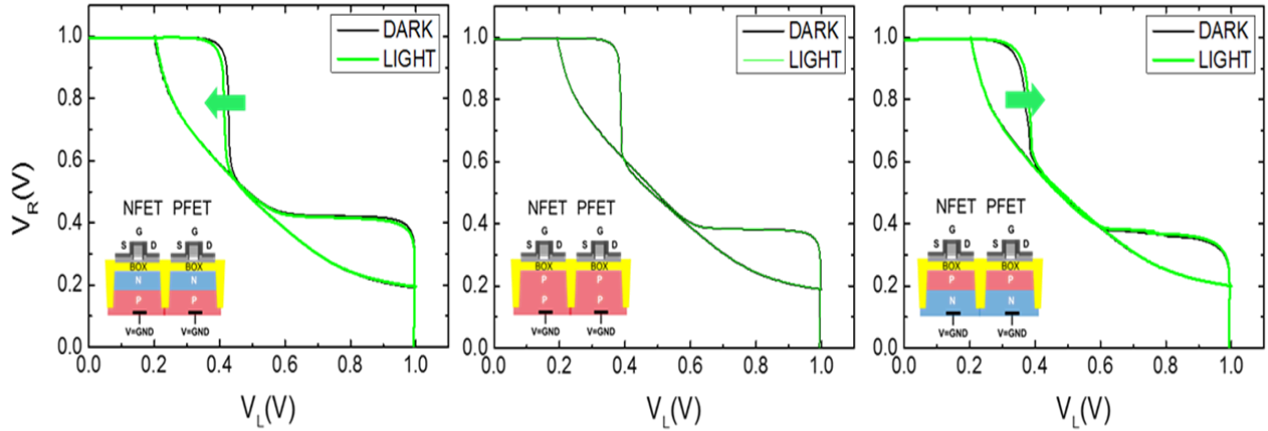 1.0
0.8
0.6
0.4
0.2
0.0
V_R(V)
DARK
LIGHT
NFET PFET
G G
S D S D
BOX BOX
N N
P P
V=GND V=GND
0.0 0.2 0.4 0.6 0.8 1.0
V_L(V)
1.0
0.8
0.6
0.4
0.2
0.0
DARK
LIGHT
NFET PFET
G G
S D S D
BOX BOX
P P
P P
V=GND V=GND
0.0 0.2 0.4 0.6 0.8 1.0
V_L(V)
1.0
0.8
0.6
0.4
0.2
0.0
DARK
LIGHT
NFET PFET
G G
S D S D
BOX BOX
P P
N N
V=GND V=GND
0.0 0.2 0.4 0.6 0.8 1.0
V_L(V)